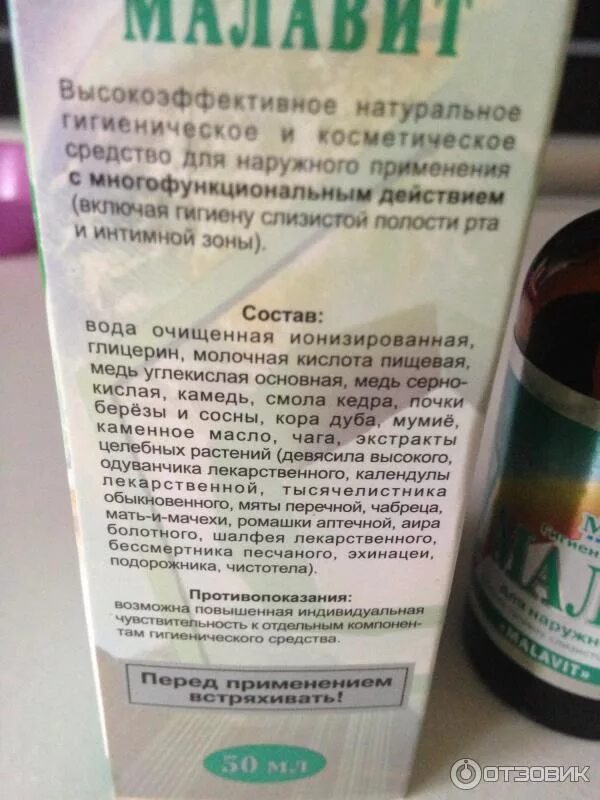 МАЛАВИТ
Высокоэффективное натуральное
гигиеническое и косметическое
средство для наружного применения
с многофункциональным действием
(включая гигиену слизистой полости рта
и интимной зоны).
Состав:
вода очищенная ионизированная,
глицерин, молочная кислота пищевая,
медь углекислая основная, медь серно-
кислая, камедь, смола кедра, почки
берёзы и сосны, кора дуба, мумиё,
каменное масло, чага, экстракты
целебных растений (девясила высокого,
одуванчика лекарственного, календулы
лекарственной, тысячелистника
обыкновенного, мяты перечной, чабреца,
мать-и-мачехи, ромашки аптечной, аира
болотного, шалфея лекарственного,
бессмертника песчаного, эхинацеи,
подорожника, чистотела).
Противопоказания:
возможна повышенная индивидуальная
чувствительность к отдельным компонен-
там гигиенического средства.
Перед применением
встряхивать!
50 мл
Гигиен
МАЛ
для наружн
«MALAVIT»
ОТЗОВИК